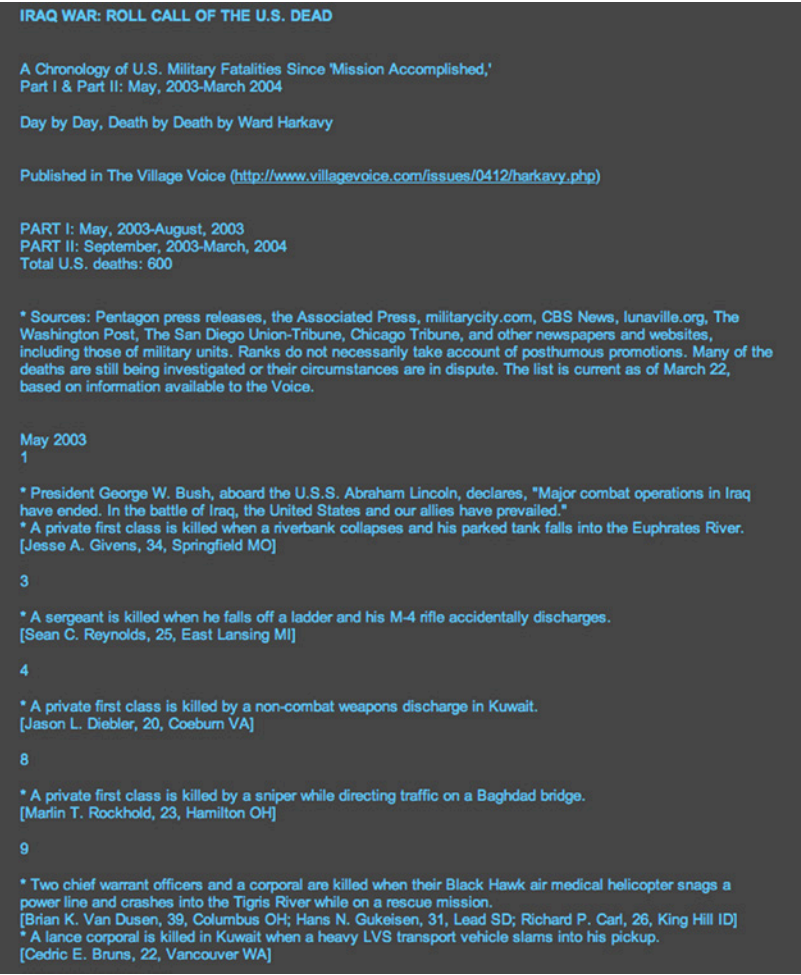 IRAQ WAR: ROLL CALL OF THE U.S. DEAD
A Chronology of U.S. Military Fatalities Since 'Mission Accomplished,'
Part I & Part II: May, 2003-March 2004
Day by Day, Death by Death by Ward Harkavy
Published in The Village Voice (http://www.villagevoice.com/issues/0412/harkavy.php)
PART I: May, 2003-August, 2003
PART II: September, 2003-March, 2004
Total U.S. deaths: 600
* Sources: Pentagon press releases, the Associated Press, militarycity.com, CBS News, lunaville.org, The
Washington Post, The San Diego Union-Tribune, Chicago Tribune, and other newspapers and websites,
including those of military units. Ranks do not necessarily take account of posthumous promotions. Many of the
deaths are still being investigated or their circumstances are in dispute. The list is current as of March 22,
based on information available to the Voice.
May 2003
1
* President George W. Bush, aboard the U.S.S. Abraham Lincoln, declares, "Major combat operations in Iraq
have ended. In the battle of Iraq, the United States and our allies have prevailed."
* A private first class is killed when a riverbank collapses and his parked tank falls into the Euphrates River.
[Jesse A. Givens, 34, Springfield MO]
3
* A sergeant is killed when he falls off a ladder and his M-4 rifle accidentally discharges.
[Sean C. Reynolds, 25, East Lansing MI]
4
* A private first class is killed by a non-combat weapons discharge in Kuwait.
[Jason L. Diebler, 20, Coeburn VA]
8
* A private first class is killed by a sniper while directing traffic on a Baghdad bridge.
[Marlin T. Rockhold, 23, Hamilton OH]
9
* Two chief warrant officers and a corporal are killed when their Black Hawk air medical helicopter snags a
power line and crashes into the Tigris River while on a rescue mission.
[Brian K. Van Dusen, 39, Columbus OH; Hans N. Gukeisen, 31, Lead SD; Richard P. Carl, 26, King Hill ID]
* A lance corporal is killed in Kuwait when a heavy LVS transport vehicle slams into his pickup.
[Cedric E. Bruns, 22, Vancouver WA]